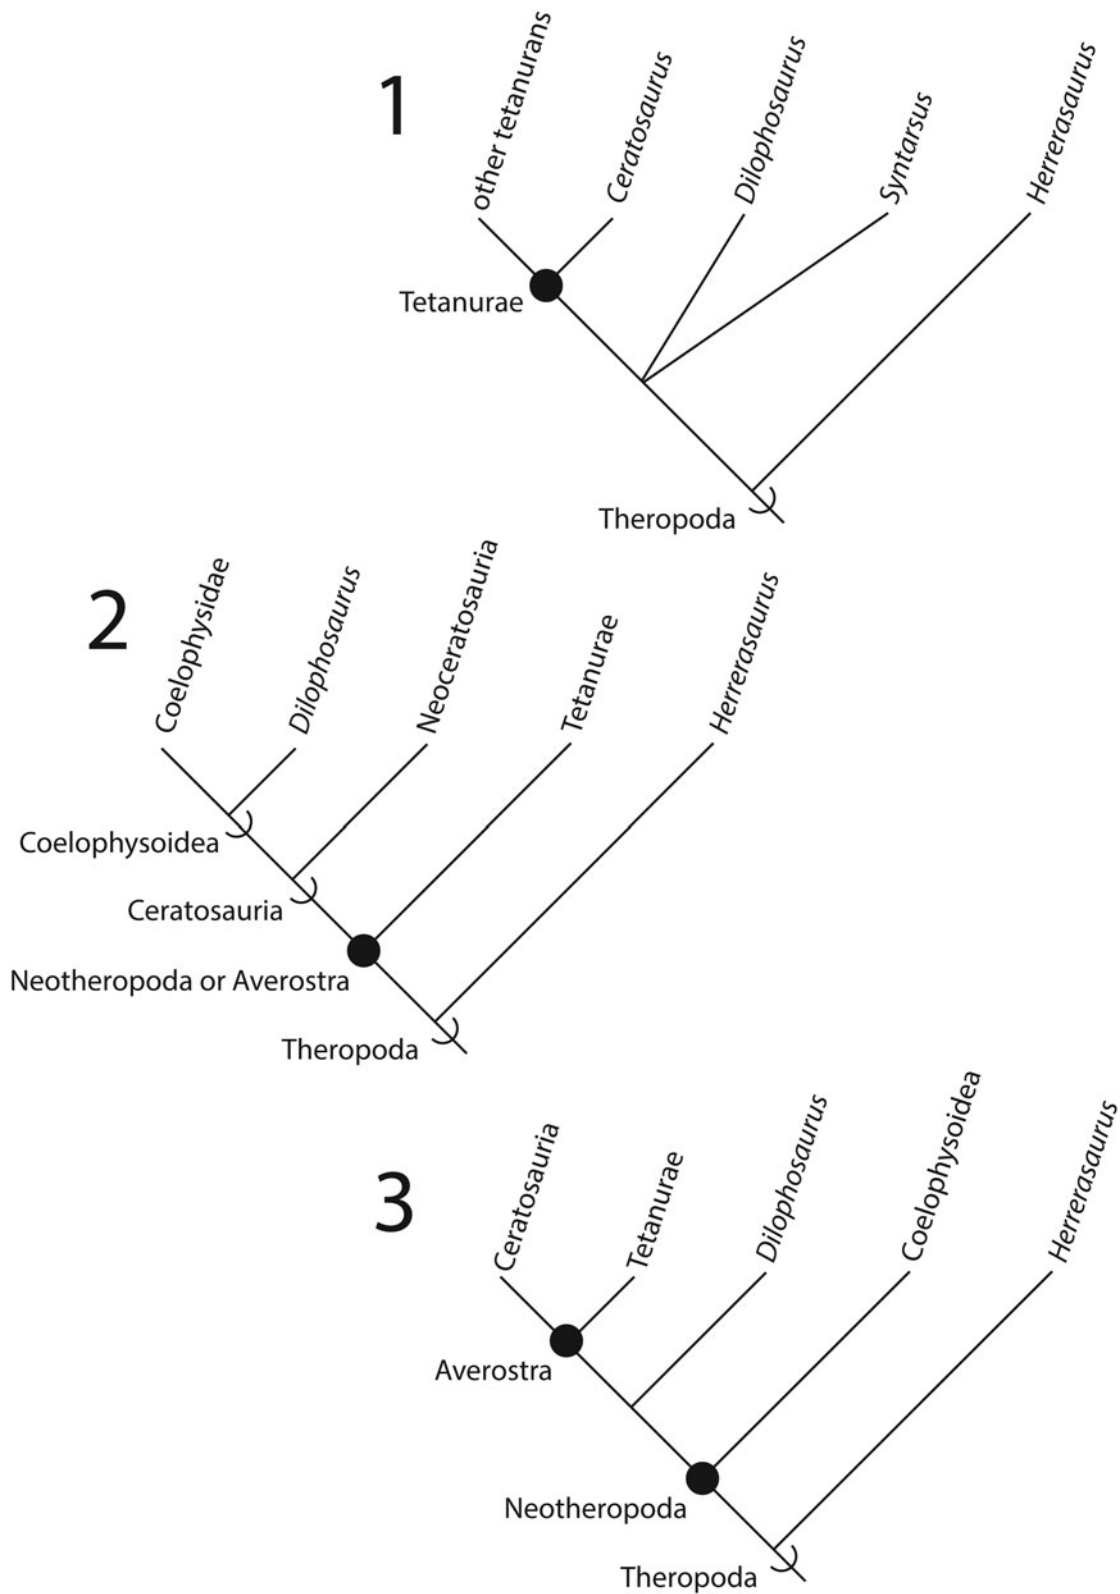 1
other tetanurans
Ceratosaurus
Dilophosaurus
Syntarsus
Herrerasaurus
Tetanurae
Theropoda
2
Coelophysidae
Dilophosaurus
Neoceratosauria
Tetanurae
Herrerasaurus
Coelophysoidea
Ceratosauria
Neotheropoda or Averostra
Theropoda
3
Ceratosauria
Tetanurae
Dilophosaurus
Coelophysoidea
Herrerasaurus
Averostra
Neotheropoda
Theropoda